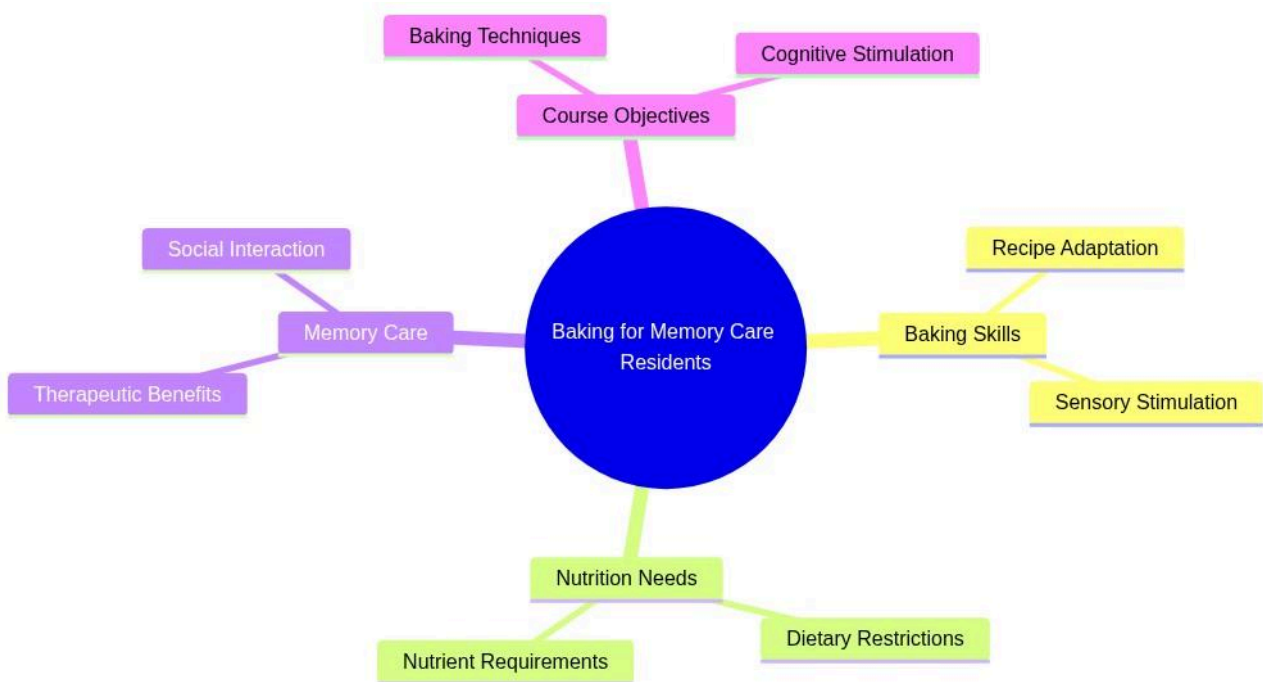 Baking Techniques
Cognitive Stimulation
Course Objectives
Social Interaction
Memory Care
Therapeutic Benefits
Baking for Memory Care
Residents
Recipe Adaptation
Baking Skills
Sensory Stimulation
Nutrition Needs
Nutrient Requirements
Dietary Restrictions